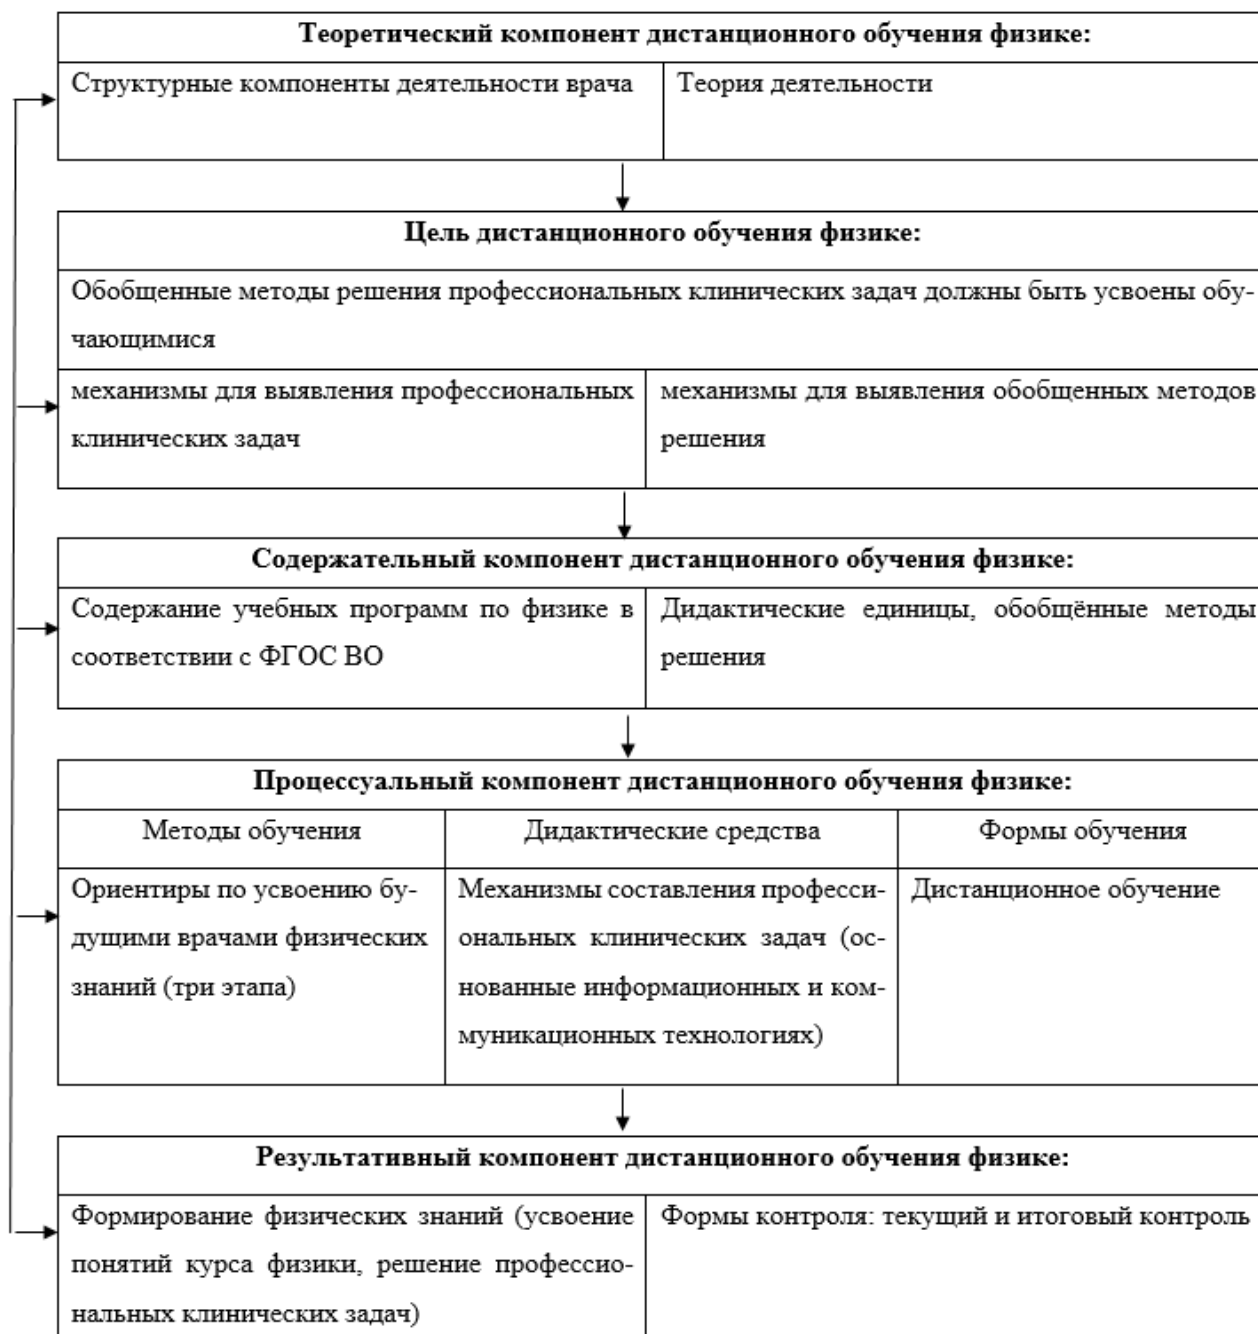 Теоретический компонент дистанционного обучения физике:
Структурные компоненты деятельности врача
Теория деятельности
Цель дистанционного обучения физике:
Обобщенные методы решения профессиональных клинических задач должны быть усвоены обу-
чающимися
механизмы для выявления профессиональных
клинических задач
механизмы для выявления обобщенных методов
решения
Содержательный компонент дистанционного обучения физике:
Содержание учебных программ по физике в
соответствии с ФГОС ВО
Дидактические единицы, обобщённые методы
решения
Процессуальный компонент дистанционного обучения физике:
Методы обучения
Дидактические средства
Формы обучения
Ориентиры по усвоению бу-
дущими врачами физических
знаний (три этапа)
Механизмы составления професси-
ональных клинических задач (ос-
нованные информационных и ком-
муникационных технологиях)
Дистанционное обучение
Результативный компонент дистанционного обучения физике:
Формирование физических знаний (усвоение
понятий курса физики, решение профессио-
нальных клинических задач)
Формы контроля: текущий и итоговый контроль